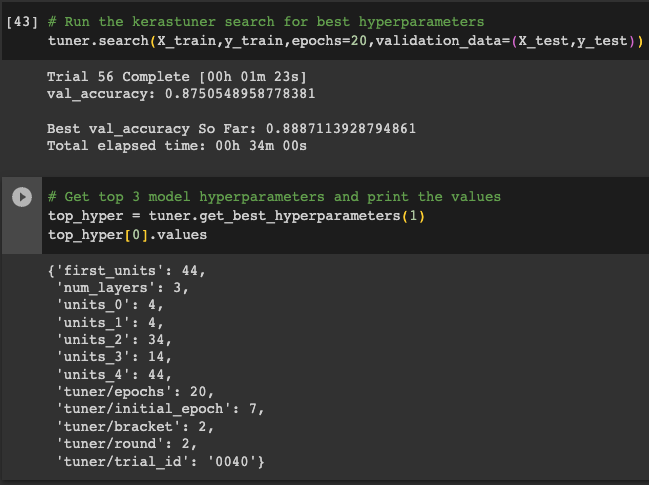 [43] # Run the kerastuner search for best hyperparameters
tuner.search(X_train,y_train,epochs=20,validation_data=(X_test,y_test))
Trial 56 Complete [00h 01m 23s]
val_accuracy: 0.8750548958778381
Best val_accuracy So Far: 0.8887113928794861
Total elapsed time: 00h 34m 00s
# Get top 3 model hyperparameters and print the values
top_hyper = tuner.get_best_hyperparameters(1)
top_hyper[0].values
{'first_units': 44,
'num_layers': 3,
'units_0': 4,
'units_1': 4,
'units_2': 34,
'units_3': 14,
'units_4': 44,
'tuner/epochs': 20,
'tuner/initial_epoch': 7,
'tuner/bracket': 2,
'tuner/round': 2,
'tuner/trial_id': '0040'}